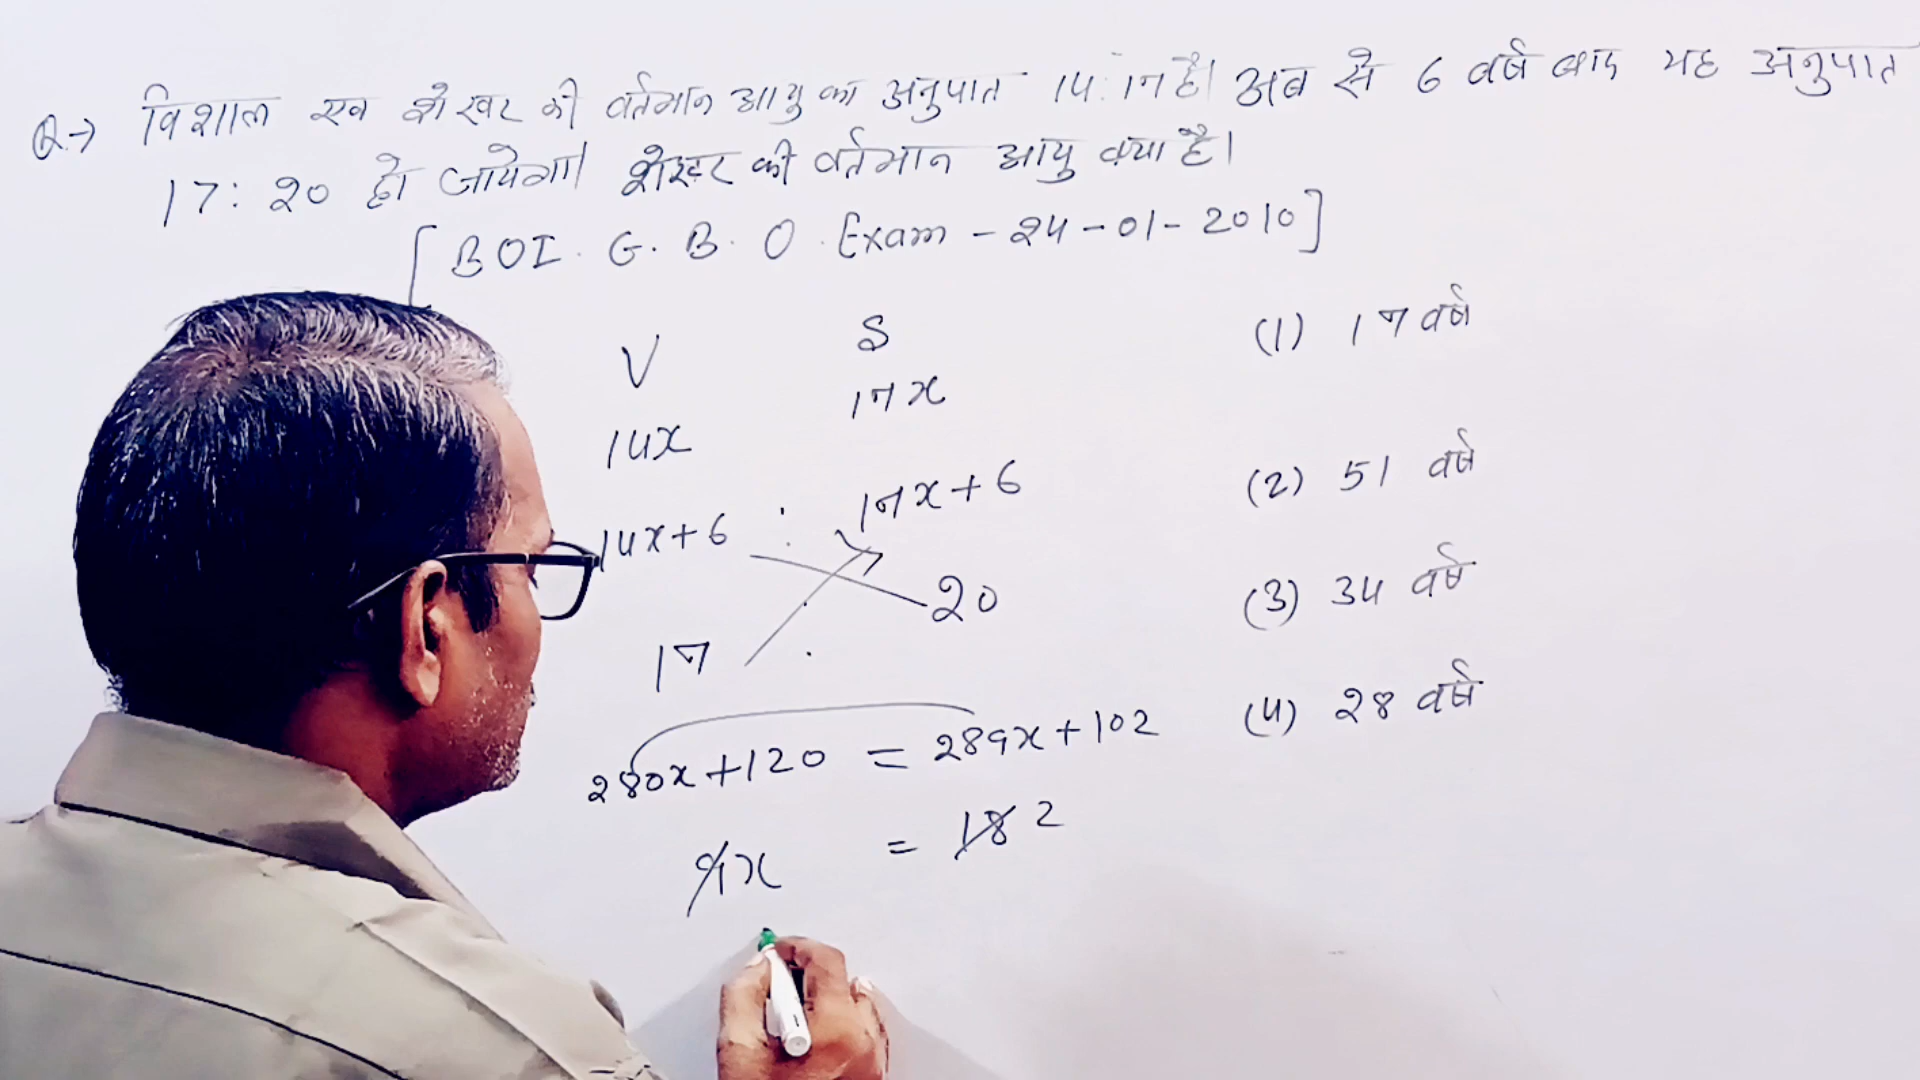 Q.→ विशाल एवं शेखर की वर्तमान आयु का अनुपात 14:17 है। अब से 6 वर्ष बाद यह अनुपात
17:20 हो जायेगा। शेखर की वर्तमान आयु क्या है।
[BOI. G. B. O. Exam - 24-01-2010]
V S
14x 17x
14x+6 : 17x+6
17 : 20
280x+120 = 289x+102
9x = 18 2
(1) 17 वर्ष
(2) 51 वर्ष
(3) 34 वर्ष
(4) 28 वर्ष